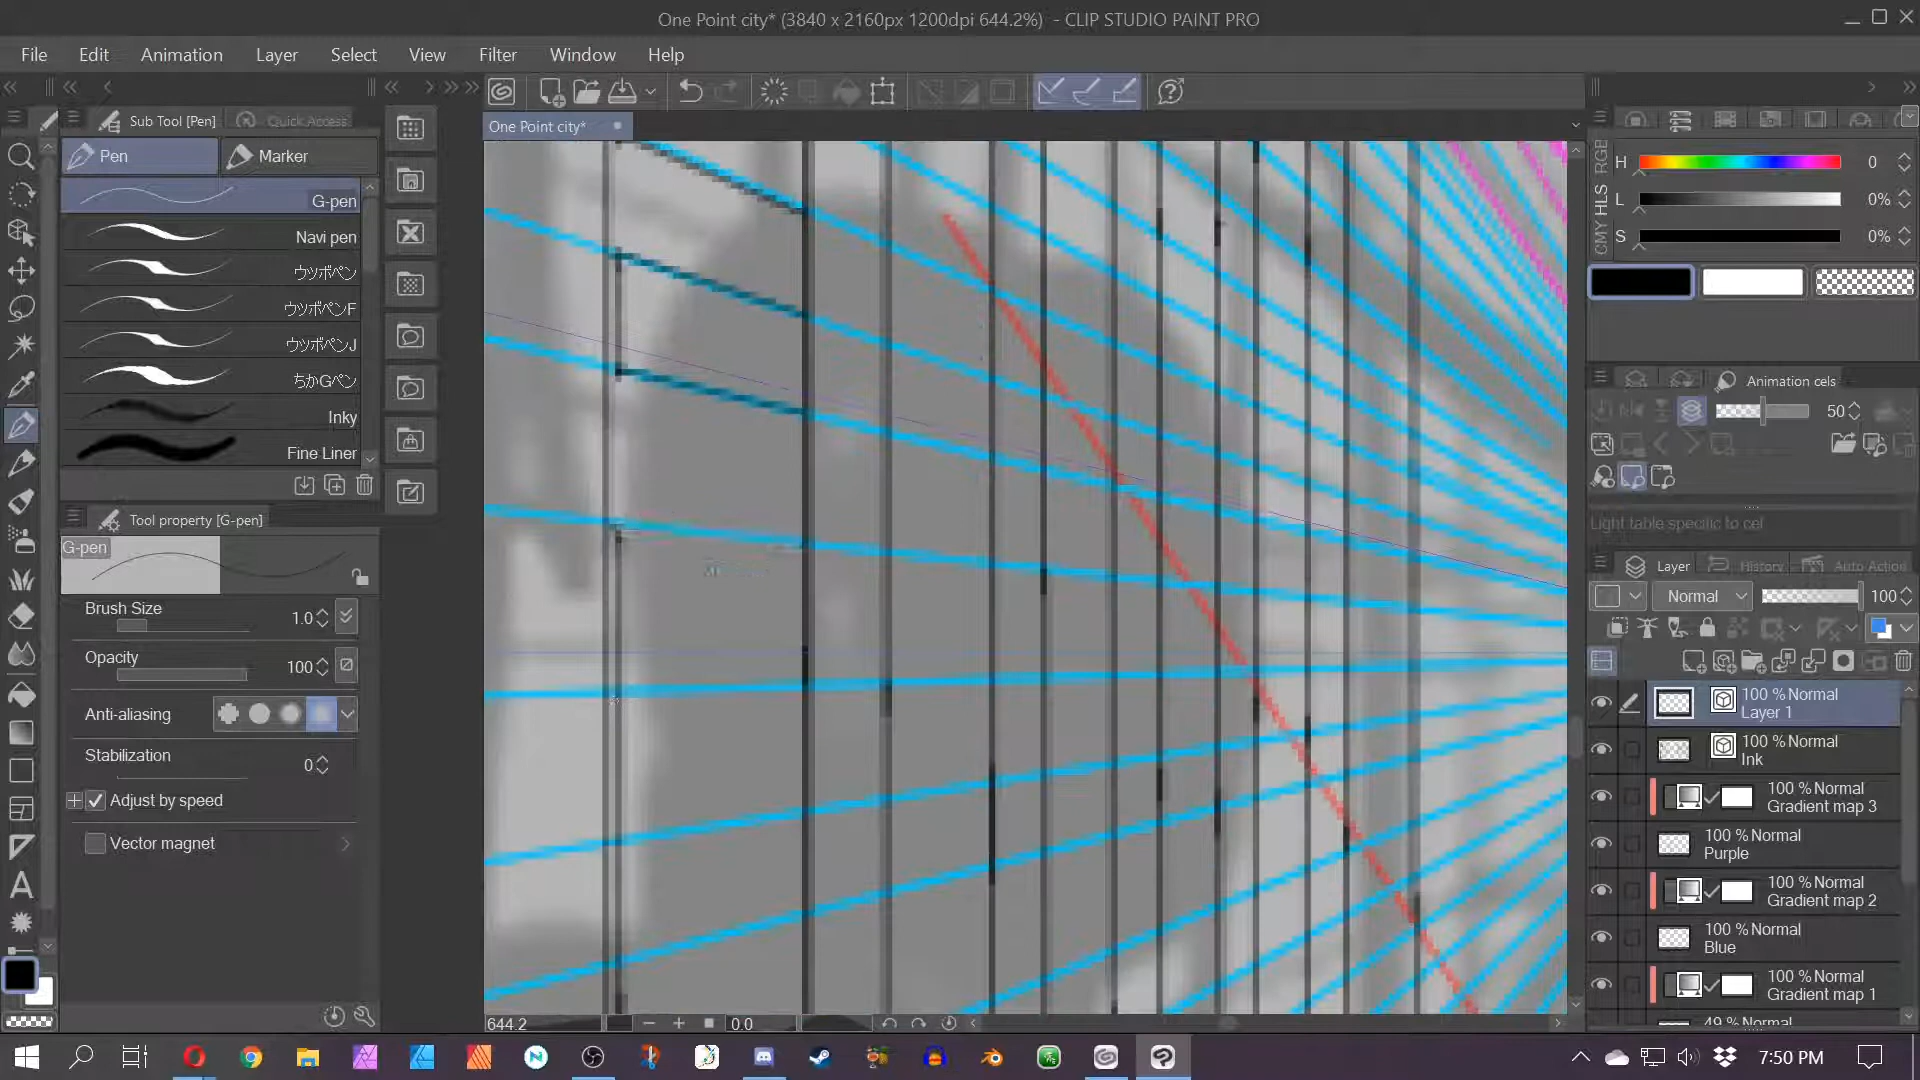 One Point city* (3840 x 2160px 1200dpi 644.2%) - CLIP STUDIO PAINT PRO
File Edit Animation Layer Select View Filter Window Help
Sub Tool [Pen] Quick Access
Pen Marker
G-pen
Navi pen
ウツボペン
ウツボペンF
ウツボペンJ
ちかGペン
Inky
Fine Liner
Tool property [G-pen]
G-pen
Brush Size 1.0
Opacity 100
Anti-aliasing
Stabilization 0
Adjust by speed
Vector magnet
One Point city*
644.2 0.0
RGB
HLS
CMY
H 0
L 0%
S 0%
Animation cels
50
Light table specific to cel
Layer History Auto Action
Normal 100
100 % Normal
Layer 1
100 % Normal
Ink
100 % Normal
Gradient map 3
100 % Normal
Purple
100 % Normal
Gradient map 2
100 % Normal
Blue
100 % Normal
Gradient map 1
49 % Normal
7:50 PM